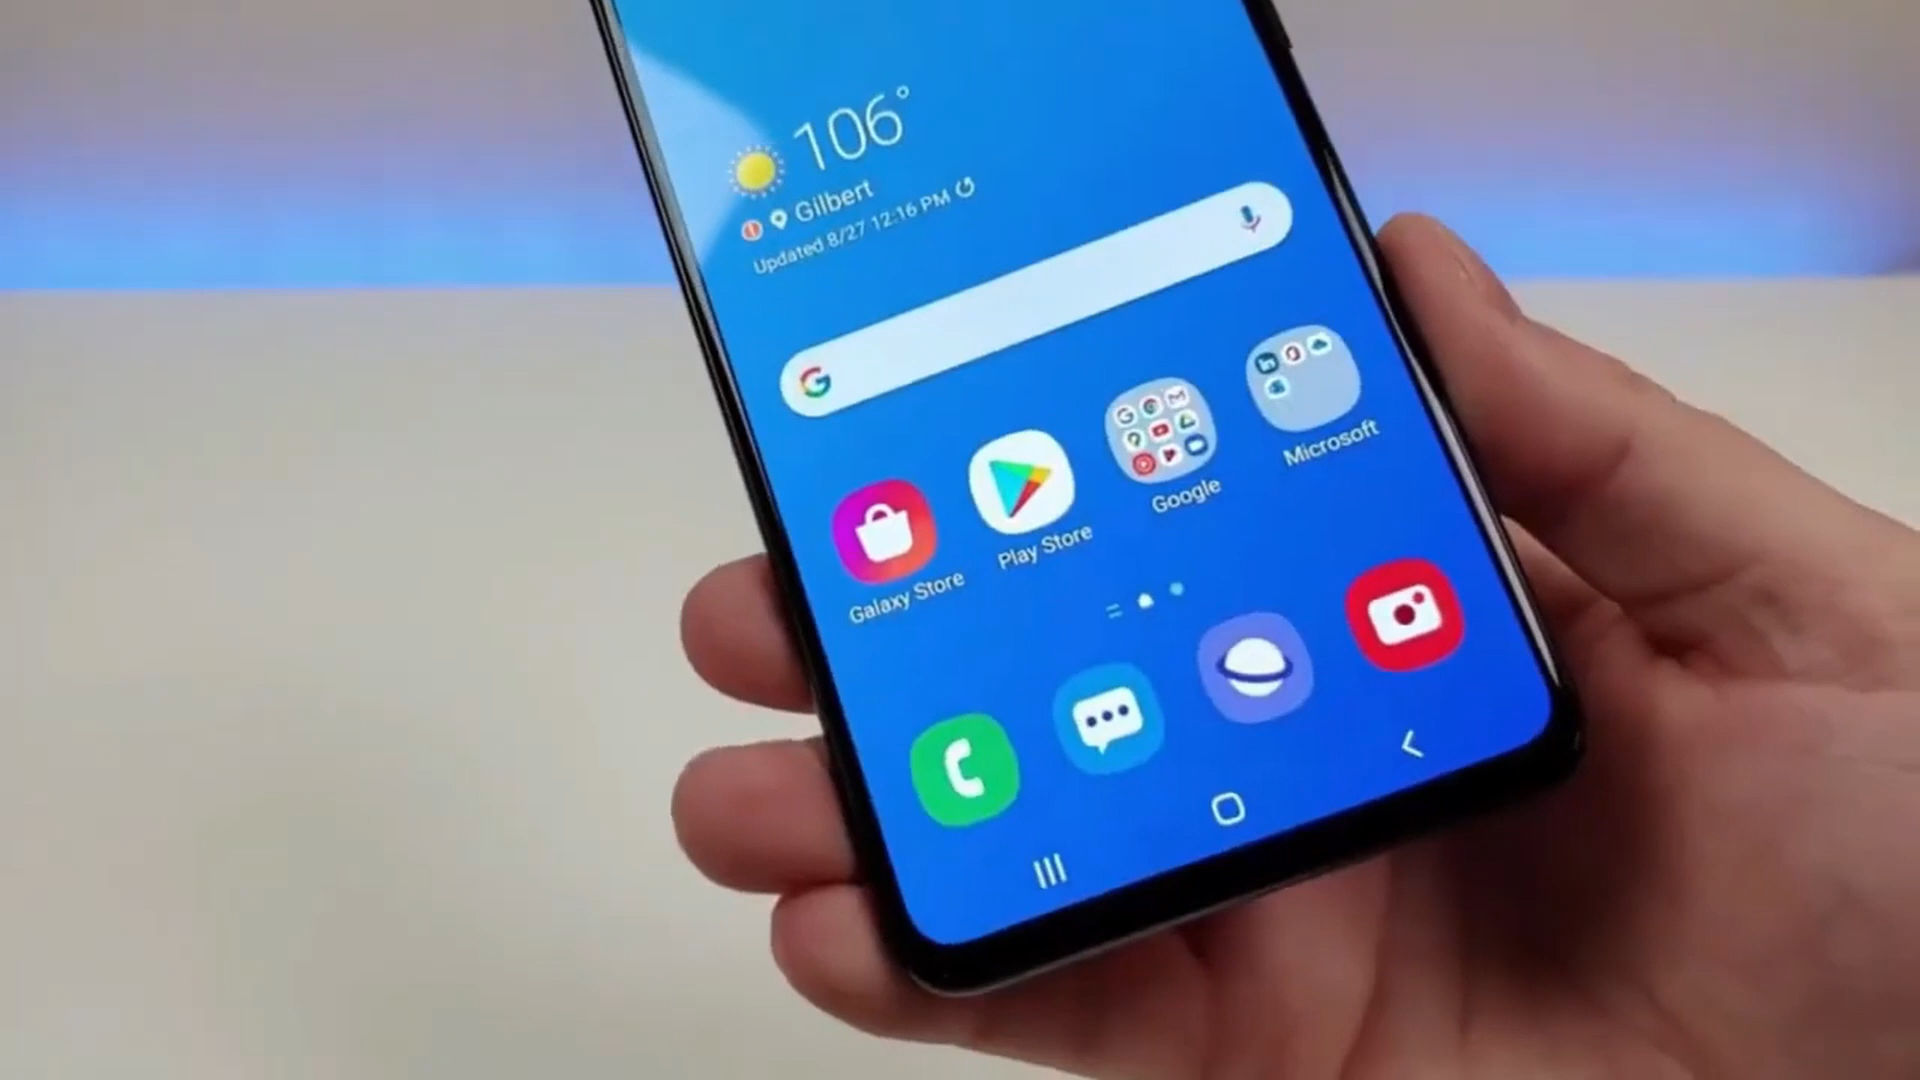 106°
Gilbert
Updated 8/27 12:16 PM
Galaxy Store
Play Store
Google
Microsoft